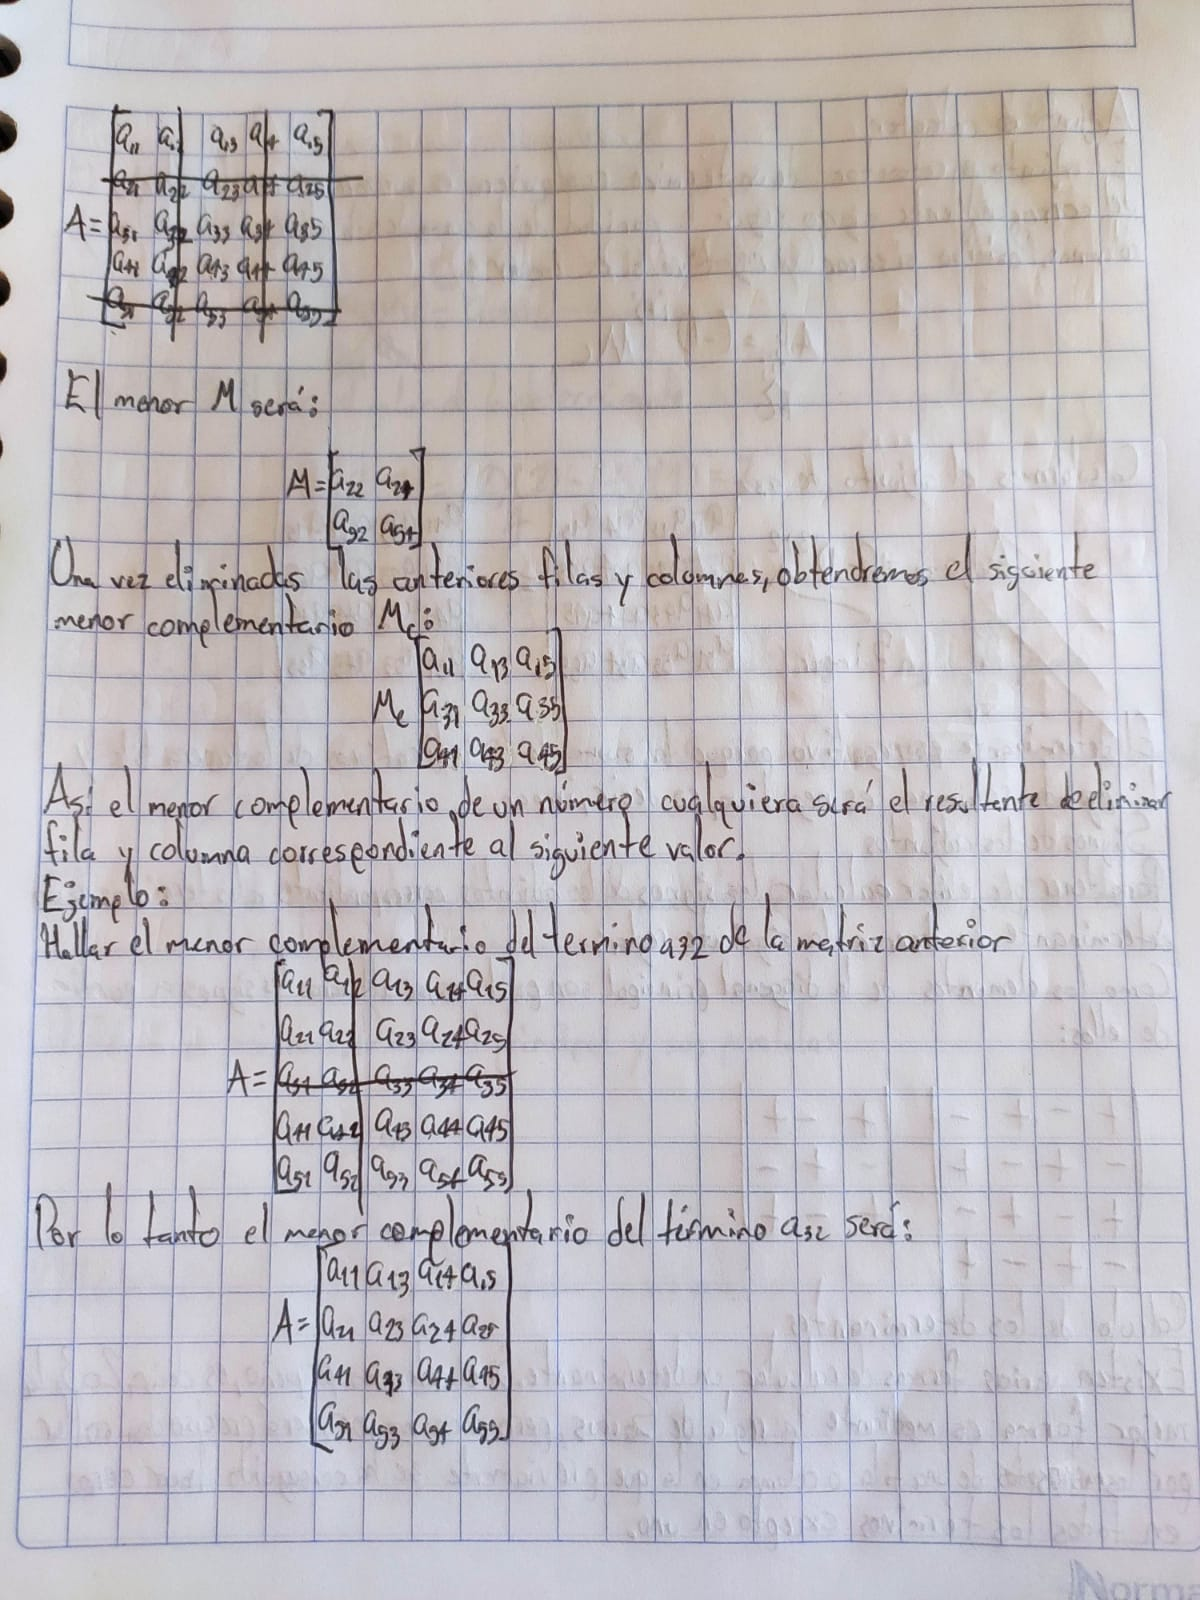 a11 a1 a13 a14 a15
a21 a22 a23 a24 a25
A= a31 a32 a33 a34 a35
a41 a42 a43 a44 a45
a51 a52 a53 a54 a55
El menor M será:
M= a22 a24
a52 a54
Una vez eliminadas las anteriores filas y columnas, obtendremos el siguiente
menor complementario Mc:
a11 a13 a15
Mc a31 a33 a35
a41 a43 a45
Así el menor complementario de un número cualquiera será el resultante de eliminar
fila y columna correspondiente al siguiente valor.
Ejemplo:
Hallar el menor complementario del termino a32 de la matriz anterior
a11 a12 a13 a14 a15
a21 a22 a23 a24 a25
A= a31 a32 a33 a34 a35
a41 a42 a43 a44 a45
a51 a52 a53 a54 a55
Por lo tanto el menor complementario del término a32 será:
a11 a13 a14 a15
A= a21 a23 a24 a25
a41 a43 a44 a45
a51 a53 a54 a55
Norma